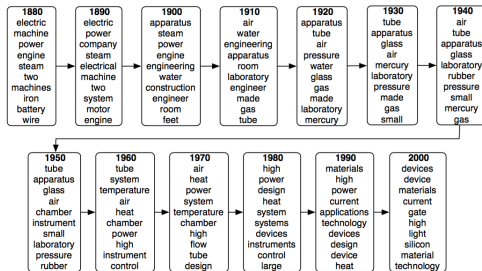 1880
electric
machine
power
engine
steam
two
machines
iron
battery
wire
1890
electric
power
company
steam
electrical
machine
two
system
motor
engine
1900
apparatus
steam
power
engine
engineering
water
construction
engineer
room
feet
1910
air
water
engineering
apparatus
room
laboratory
engineer
made
gas
tube
1920
apparatus
tube
air
pressure
water
glass
gas
made
laboratory
mercury
1930
tube
apparatus
glass
air
mercury
laboratory
pressure
made
gas
small
1940
air
tube
apparatus
glass
laboratory
rubber
pressure
small
mercury
gas
1950
tube
apparatus
glass
air
chamber
instrument
small
laboratory
pressure
rubber
1960
tube
system
temperature
air
heat
chamber
power
high
instrument
control
1970
air
heat
power
system
temperature
chamber
high
flow
tube
design
1980
high
power
design
heat
system
systems
devices
instruments
control
large
1990
materials
high
power
current
applications
technology
devices
design
device
heat
2000
devices
device
materials
current
gate
high
light
silicon
material
technology